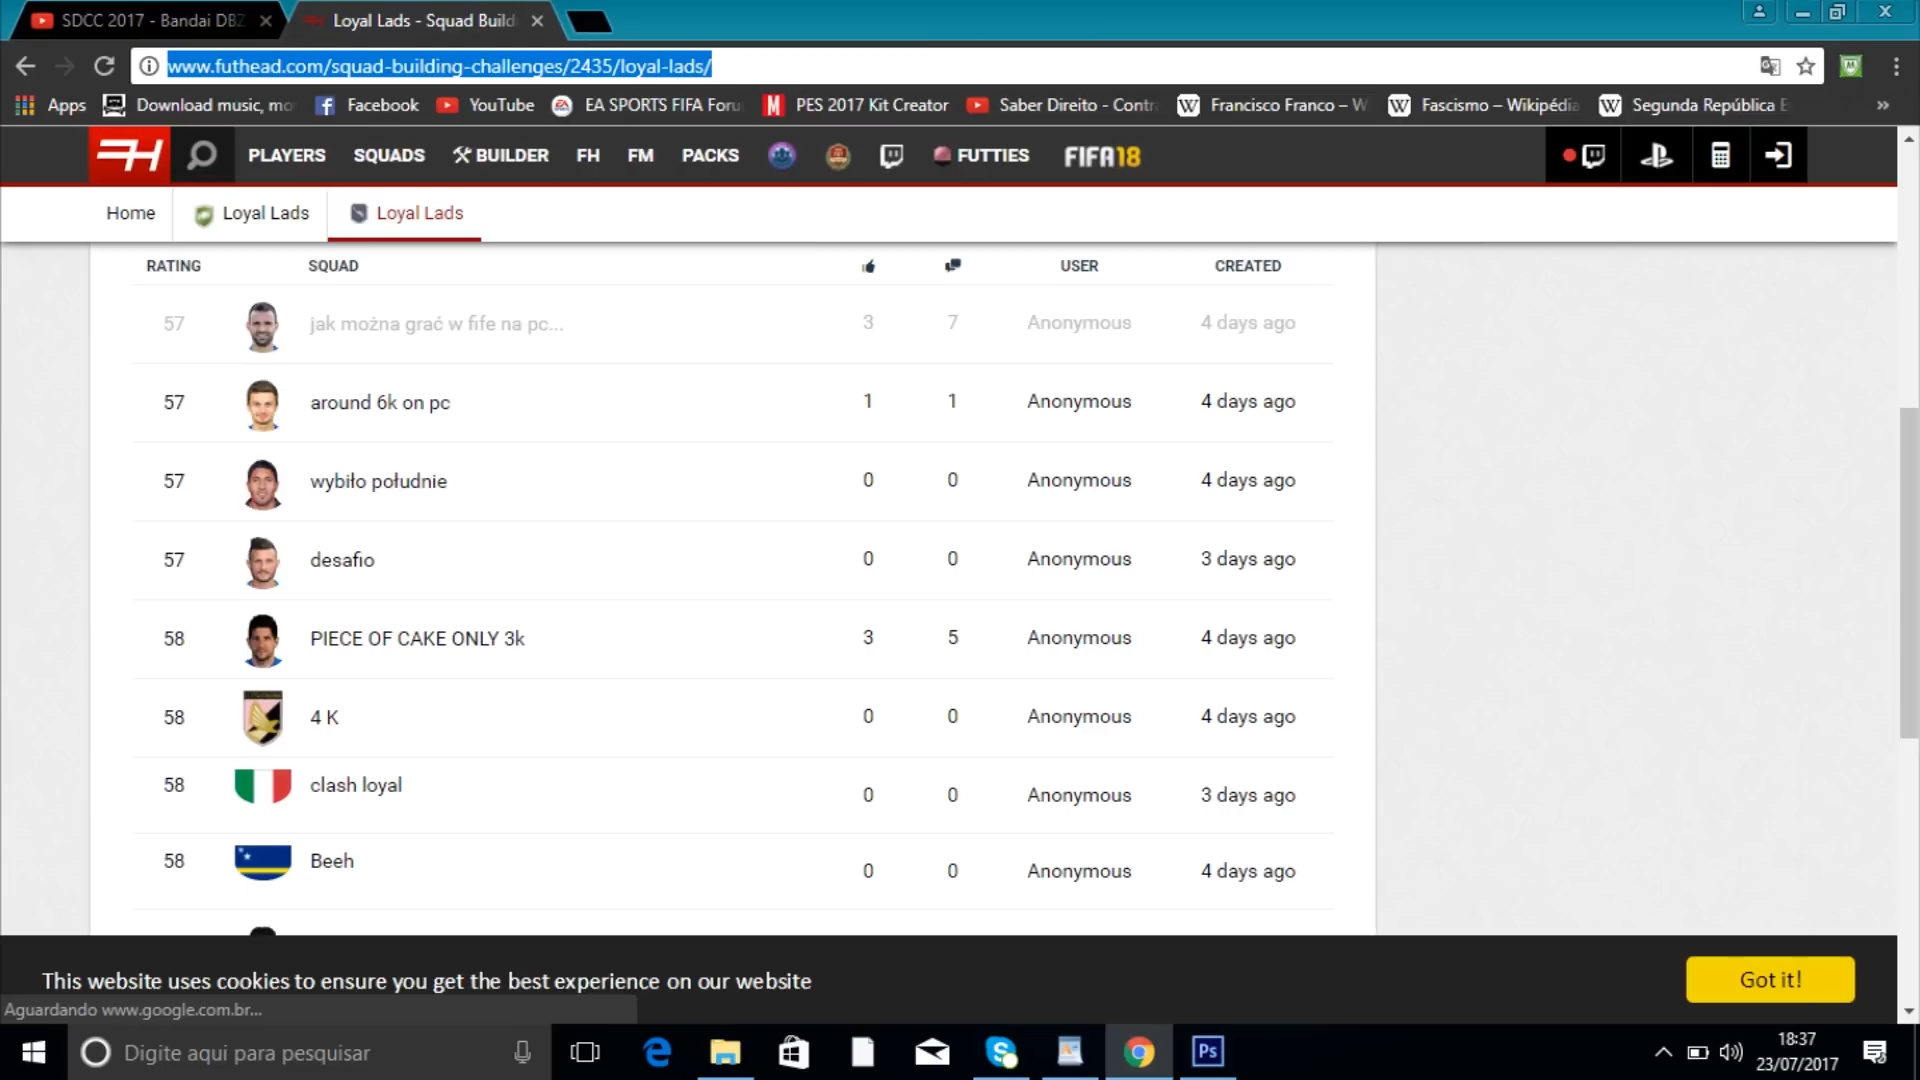 SDCC 2017 - Bandai DBZ
Loyal Lads - Squad Build
www.futhead.com/squad-building-challenges/2435/loyal-lads/
Apps
Download music, mo
Facebook
YouTube
EA SPORTS FIFA Foru
PES 2017 Kit Creator
Saber Direito - Contr
Francisco Franco – W
Fascismo – Wikipédia
Segunda República E
»
FH
PLAYERS
SQUADS
BUILDER
FH
FM
PACKS
FUTTIES
FIFA18
Home
Loyal Lads
Loyal Lads
RATING SQUAD USER CREATED
57 jak można grać w fife na pc... 3 7 Anonymous 4 days ago
57 around 6k on pc 1 1 Anonymous 4 days ago
57 wybiło południe 0 0 Anonymous 4 days ago
57 desafio 0 0 Anonymous 3 days ago
58 PIECE OF CAKE ONLY 3k 3 5 Anonymous 4 days ago
58 4 K 0 0 Anonymous 4 days ago
58 clash loyal 0 0 Anonymous 3 days ago
58 Beeh 0 0 Anonymous 4 days ago
This website uses cookies to ensure you get the best experience on our website
Got it!
Aguardando www.google.com.br...
Digite aqui para pesquisar
Ps
18:37
23/07/2017